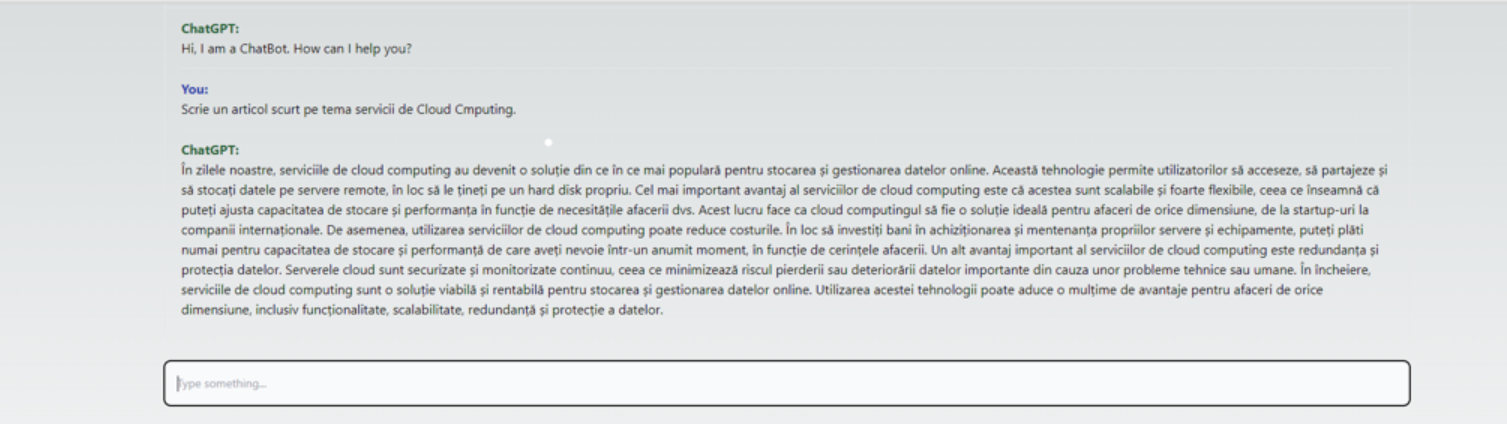 ChatGPT:
Hi, I am a ChatBot. How can I help you?
You:
Scrie un articol scurt pe tema servicii de Cloud Cmputing.
ChatGPT:
În zilele noastre, serviciile de cloud computing au devenit o soluție din ce în ce mai populară pentru stocarea și gestionarea datelor online. Această tehnologie permite utilizatorilor să acceseze, să partajeze și
să stocați datele pe servere remote, în loc să le țineți pe un hard disk propriu. Cel mai important avantaj al serviciilor de cloud computing este că acestea sunt scalabile și foarte flexibile, ceea ce înseamnă că
puteți ajusta capacitatea de stocare și performanța în funcție de necesitățile afacerii dvs. Acest lucru face ca cloud computingul să fie o soluție ideală pentru afaceri de orice dimensiune, de la startup-uri la
companii internaționale. De asemenea, utilizarea serviciilor de cloud computing poate reduce costurile. În loc să investiți bani în achiziționarea și mentenanța propriilor servere și echipamente, puteți plăti
numai pentru capacitatea de stocare și performanță de care aveți nevoie într-un anumit moment, în funcție de cerințele afacerii. Un alt avantaj important al serviciilor de cloud computing este redundanța și
protecția datelor. Serverele cloud sunt securizate și monitorizate continuu, ceea ce minimizează riscul pierderii sau deteriorării datelor importante din cauza unor probleme tehnice sau umane. În încheiere,
serviciile de cloud computing sunt o soluție viabilă și rentabilă pentru stocarea și gestionarea datelor online. Utilizarea acestei tehnologii poate aduce o mulțime de avantaje pentru afaceri de orice
dimensiune, inclusiv funcționalitate, scalabilitate, redundanță și protecție a datelor.
Type something...